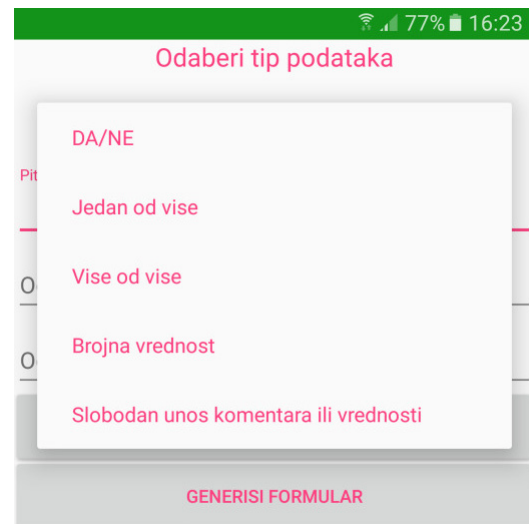 77% 16:23
Odaberi tip podataka
DA/NE
Pit
Jedan od vise
Vise od vise
O
Brojna vrednost
O
Slobodan unos komentara ili vrednosti
GENERISI FORMULAR